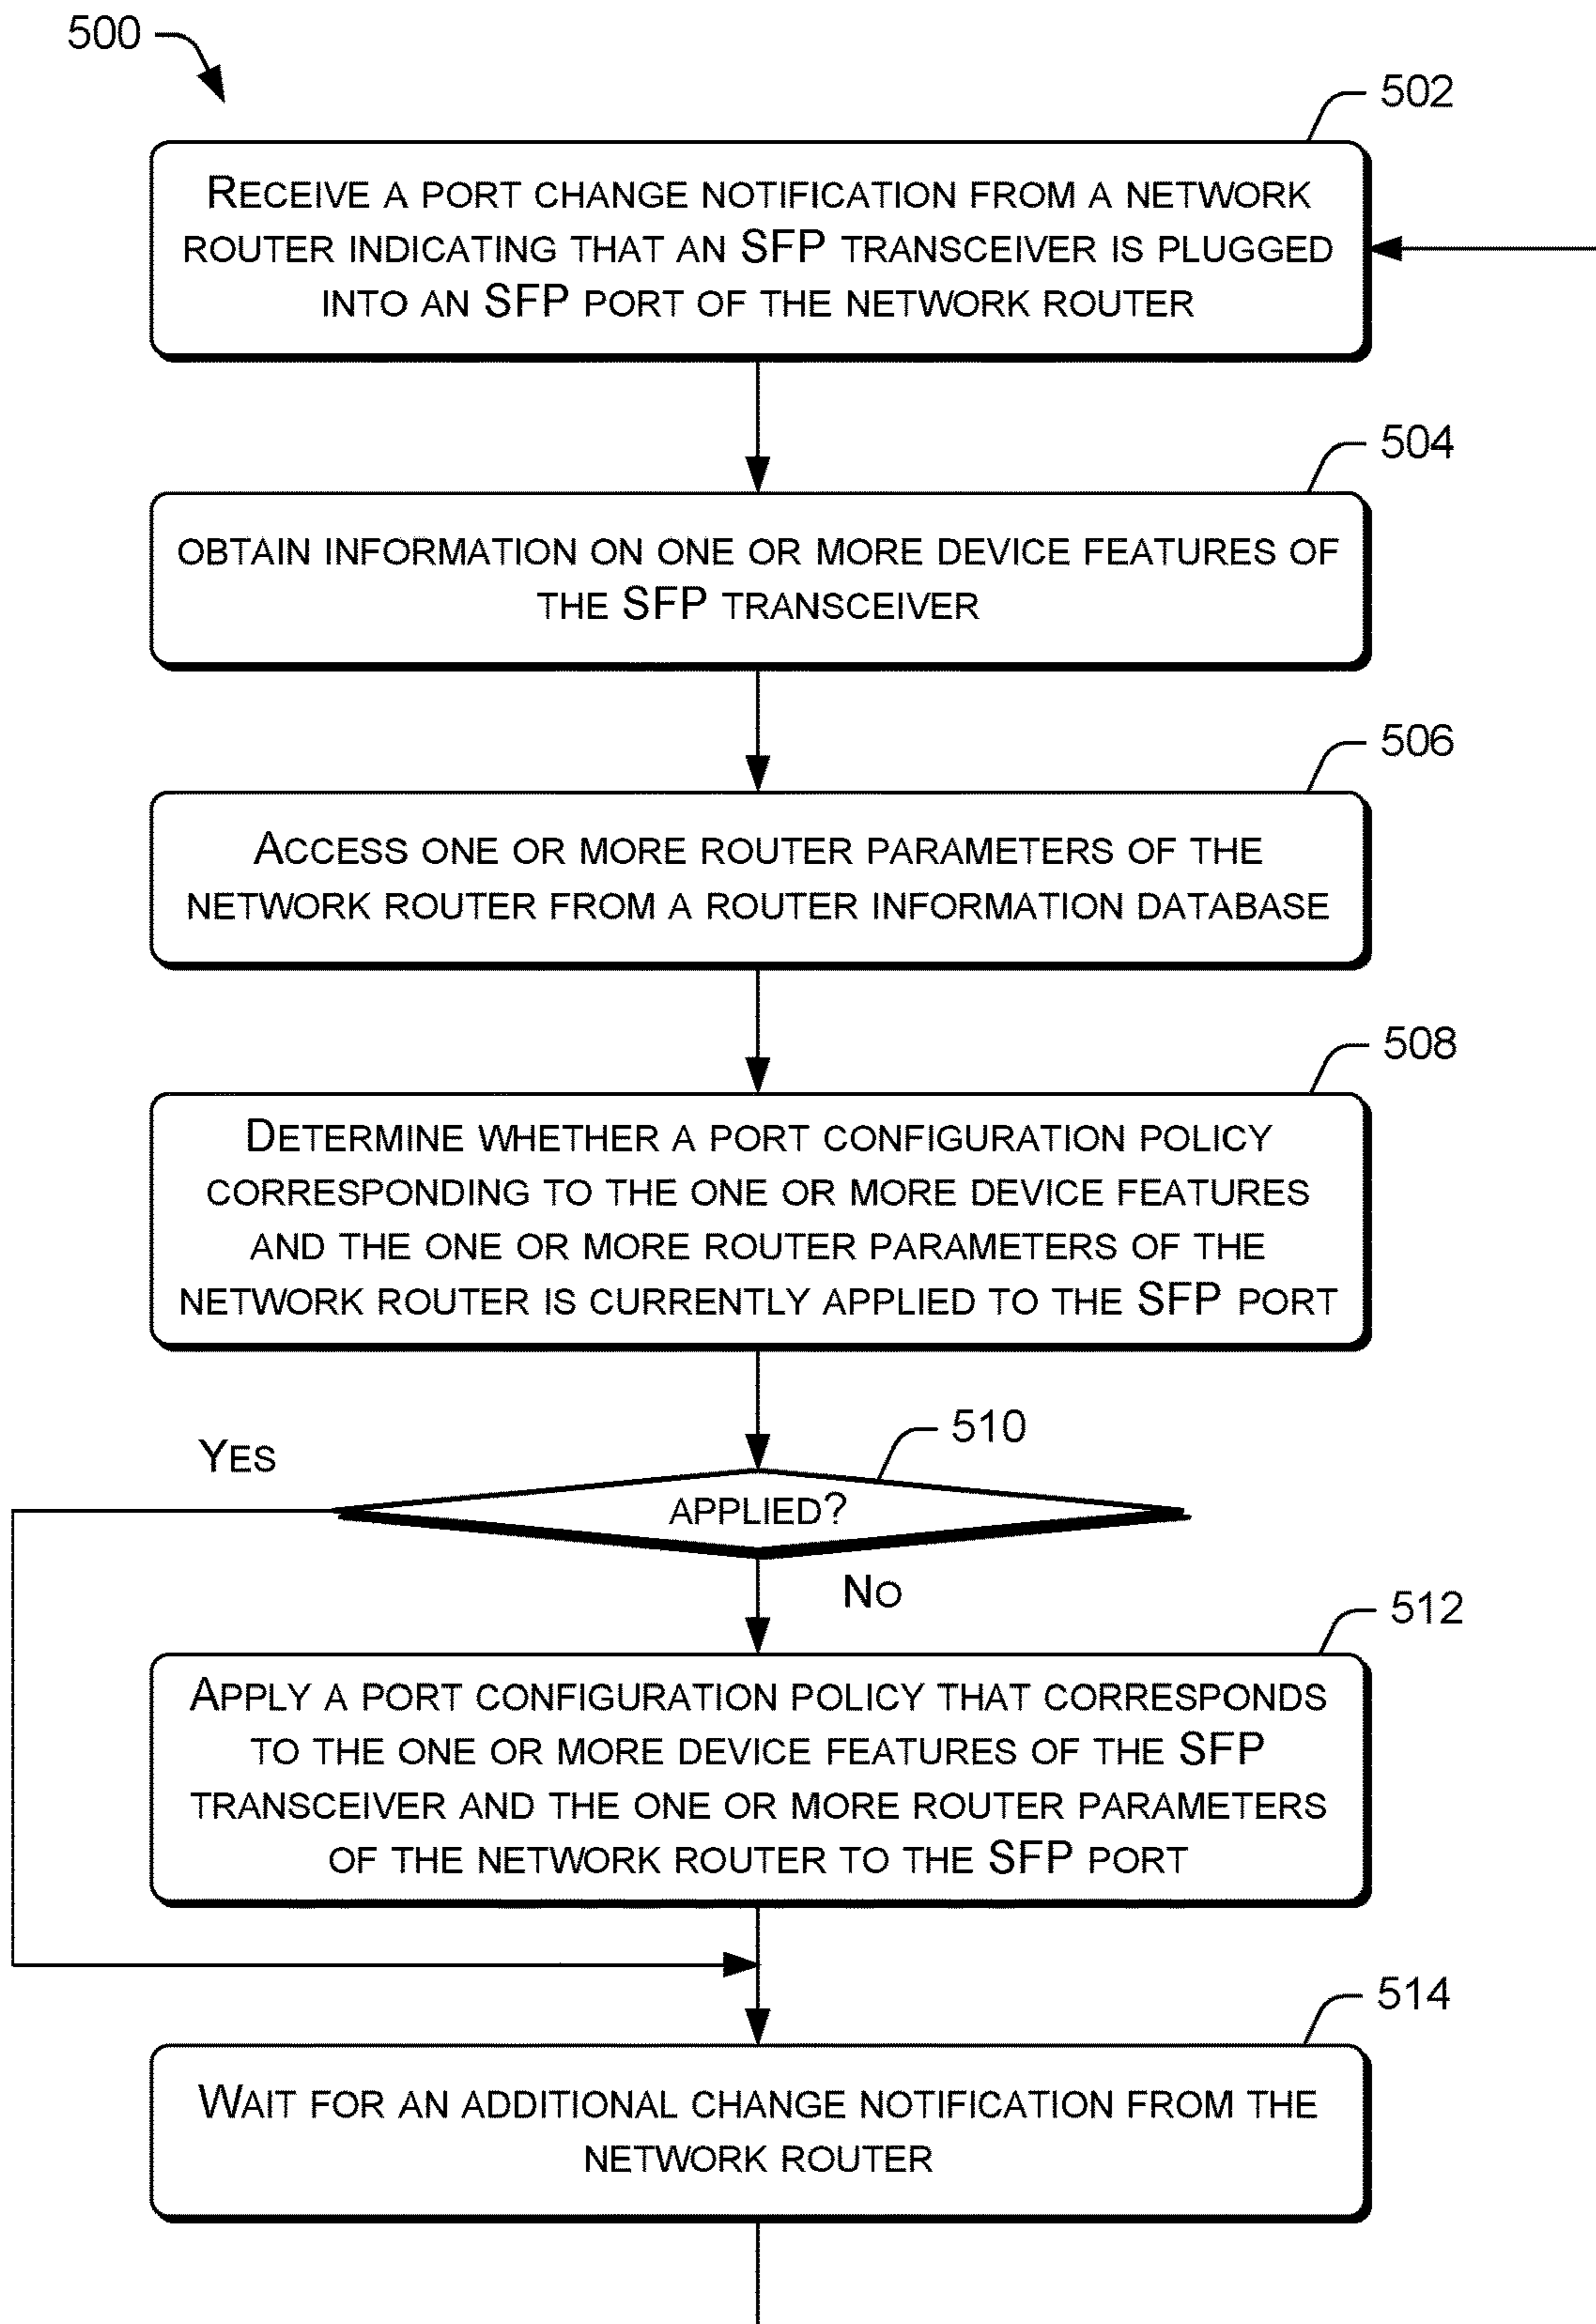 500
502
RECEIVE A PORT CHANGE NOTIFICATION FROM A NETWORK
ROUTER INDICATING THAT AN SFP TRANSCEIVER IS PLUGGED
INTO AN SFP PORT OF THE NETWORK ROUTER
504
OBTAIN INFORMATION ON ONE OR MORE DEVICE FEATURES OF
THE SFP TRANSCEIVER
506
ACCESS ONE OR MORE ROUTER PARAMETERS OF THE
NETWORK ROUTER FROM A ROUTER INFORMATION DATABASE
508
DETERMINE WHETHER A PORT CONFIGURATION POLICY
CORRESPONDING TO THE ONE OR MORE DEVICE FEATURES
AND THE ONE OR MORE ROUTER PARAMETERS OF THE
NETWORK ROUTER IS CURRENTLY APPLIED TO THE SFP PORT
510
YES
APPLIED?
NO
512
APPLY A PORT CONFIGURATION POLICY THAT CORRESPONDS
TO THE ONE OR MORE DEVICE FEATURES OF THE SFP
TRANSCEIVER AND THE ONE OR MORE ROUTER PARAMETERS
OF THE NETWORK ROUTER TO THE SFP PORT
514
WAIT FOR AN ADDITIONAL CHANGE NOTIFICATION FROM THE
NETWORK ROUTER